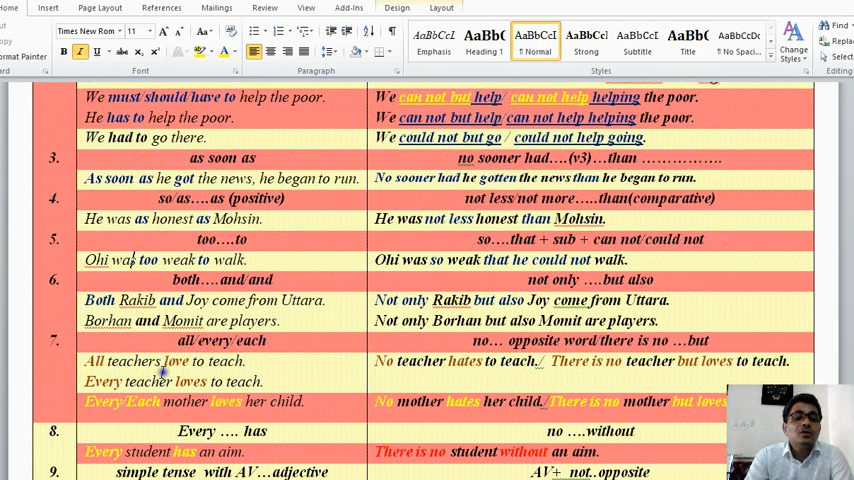 Home Insert Page Layout References Mailings Review View Add-Ins Design Layout
Times New Rom 11
AaBbCcL AaBbC AaBbCcI AaBbCc AaBbCcL AaBbC AaBbCcD
Emphasis Heading 1 ¶ Normal Strong Subtitle Title ¶ No Spaci...
Change
Styles
Find
Replac
Select
Format Painter
Font Paragraph Styles Editing
We must/should/have to help the poor. We can not but help/ can not help helping the poor.
He has to help the poor. We can not but help/can not help helping the poor.
We had to go there. We could not but go / could not help going.
3. as soon as no sooner had….(v3)…than …………….
As soon as he got the news, he began to run. No sooner had he gotten the news than he began to run.
4. so/as….as (positive) not less/not more…..than(comparative)
He was as honest as Mohsin. He was not less honest than Mohsin.
5. too….to so….that + sub + can not/could not
Ohi was too weak to walk. Ohi was so weak that he could not walk.
6. both….and/and not only ….but also
Both Rakib and Joy come from Uttara. Not only Rakib but also Joy come from Uttara.
Borhan and Momit are players. Not only Borhan but also Momit are players.
7. all/every/each no… opposite word/there is no …but
All teachers love to teach. No teacher hates to teach./ There is no teacher but loves to teach.
Every teacher loves to teach.
Every/Each mother loves her child. No mother hates her child./There is no mother but loves
8. Every …. has no ….without
Every student has an aim. There is no student without an aim.
9. simple tense with AV…adjective AV+ not..opposite